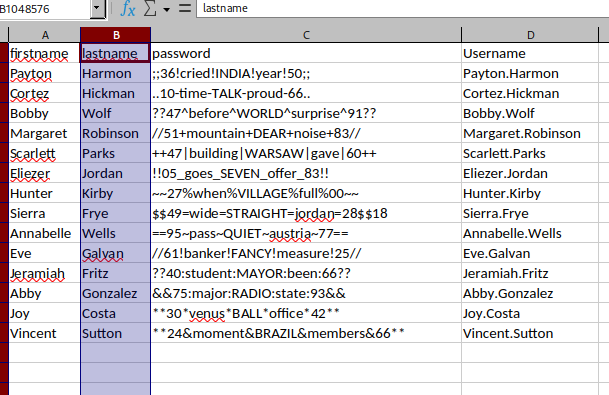 B1048576 fx Σ = lastname
A B C D
firstname lastname password Username
Payton Harmon ;;36!cried!INDIA!year!50;; Payton.Harmon
Cortez Hickman ..10-time-TALK-proud-66.. Cortez.Hickman
Bobby Wolf ??47^before^WORLD^surprise^91?? Bobby.Wolf
Margaret Robinson //51+mountain+DEAR+noise+83// Margaret.Robinson
Scarlett Parks ++47|building|WARSAW|gave|60++ Scarlett.Parks
Eliezer Jordan !!05_goes_SEVEN_offer_83!! Eliezer.Jordan
Hunter Kirby ~~27%when%VILLAGE%full%00~~ Hunter.Kirby
Sierra Frye $$49=wide=STRAIGHT=jordan=28$$18 Sierra.Frye
Annabelle Wells ==95~pass~QUIET~austria~77== Annabelle.Wells
Eve Galvan //61!banker!FANCY!measure!25// Eve.Galvan
Jeramiah Fritz ??40:student:MAYOR:been:66?? Jeramiah.Fritz
Abby Gonzalez &&75:major:RADIO:state:93&& Abby.Gonzalez
Joy Costa **30*venus*BALL*office*42** Joy.Costa
Vincent Sutton **24&moment&BRAZIL&members&66** Vincent.Sutton